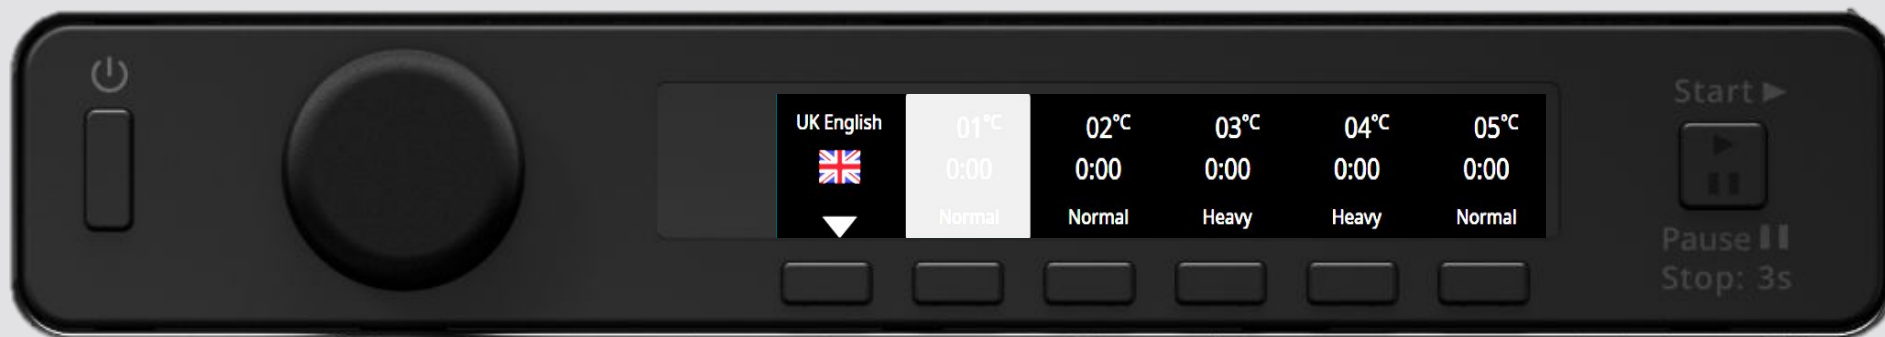 Start ▶
UK English
01°C
02°C
03°C
04°C
05°C
0:00
0:00
0:00
0:00
0:00
Normal
Normal
Heavy
Heavy
Normal
Pause ❚❚
Stop: 3s